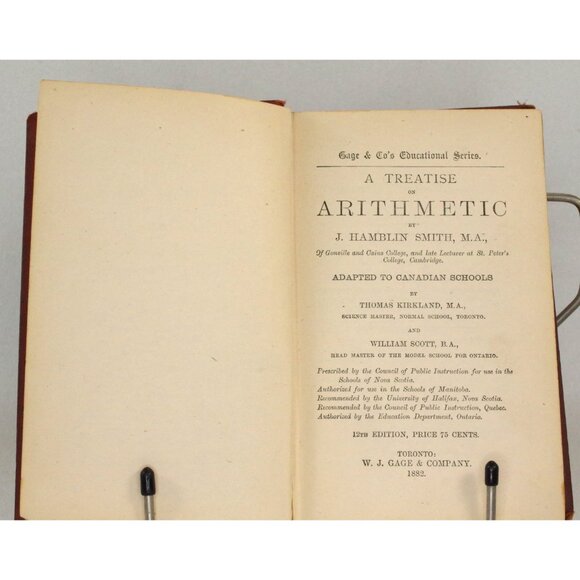 Gage & Co's Educational Series.
A TREATISE
ON
ARITHMETIC
BY
J. HAMBLIN SMITH, M.A.,
Of Gonville and Caius College, and late Lecturer at St. Peter's
College, Cambridge.
ADAPTED TO CANADIAN SCHOOLS
BY
THOMAS KIRKLAND, M.A.,
SCIENCE MASTER, NORMAL SCHOOL, TORONTO.
AND
WILLIAM SCOTT, B.A.,
HEAD MASTER OF THE MODEL SCHOOL FOR ONTARIO.
Prescribed by the Council of Public Instruction for use in the
Schools of Nova Scotia.
Authorized for use in the Schools of Manitoba.
Recommended by the University of Halifax, Nova Scotia.
Recommended by the Council of Public Instruction, Quebec.
Authorized by the Education Department, Ontario.
12TH EDITION, PRICE 75 CENTS.
TORONTO:
W. J. GAGE & COMPANY.
1882.